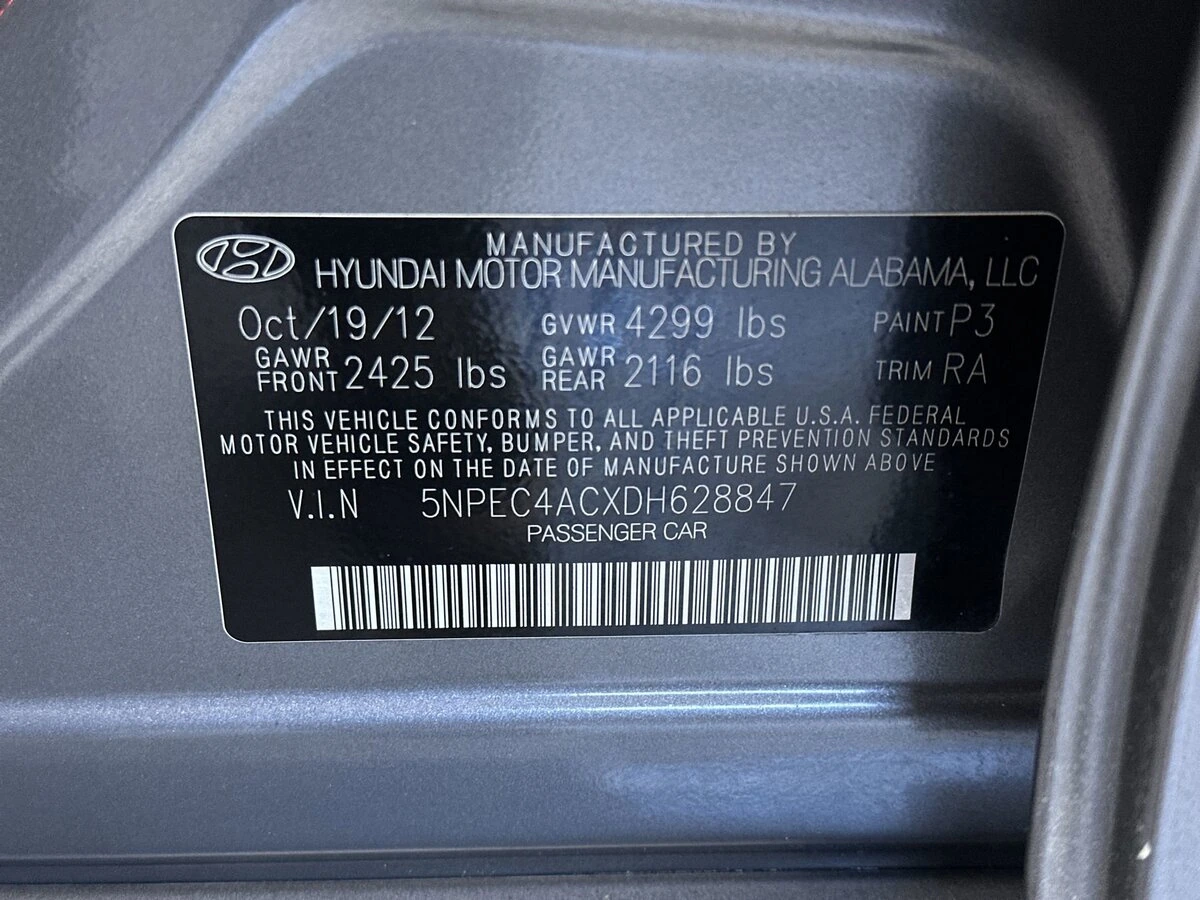 MANUFACTURED BY
HYUNDAI MOTOR MANUFACTURING ALABAMA, LLC
Oct/19/12 GVWR 4299 lbs PAINT P3
GAWR FRONT 2425 lbs GAWR REAR 2116 lbs TRIM RA
THIS VEHICLE CONFORMS TO ALL APPLICABLE U.S.A. FEDERAL
MOTOR VEHICLE SAFETY, BUMPER, AND THEFT PREVENTION STANDARDS
IN EFFECT ON THE DATE OF MANUFACTURE SHOWN ABOVE
V.I.N 5NPEC4ACXDH628847
PASSENGER CAR